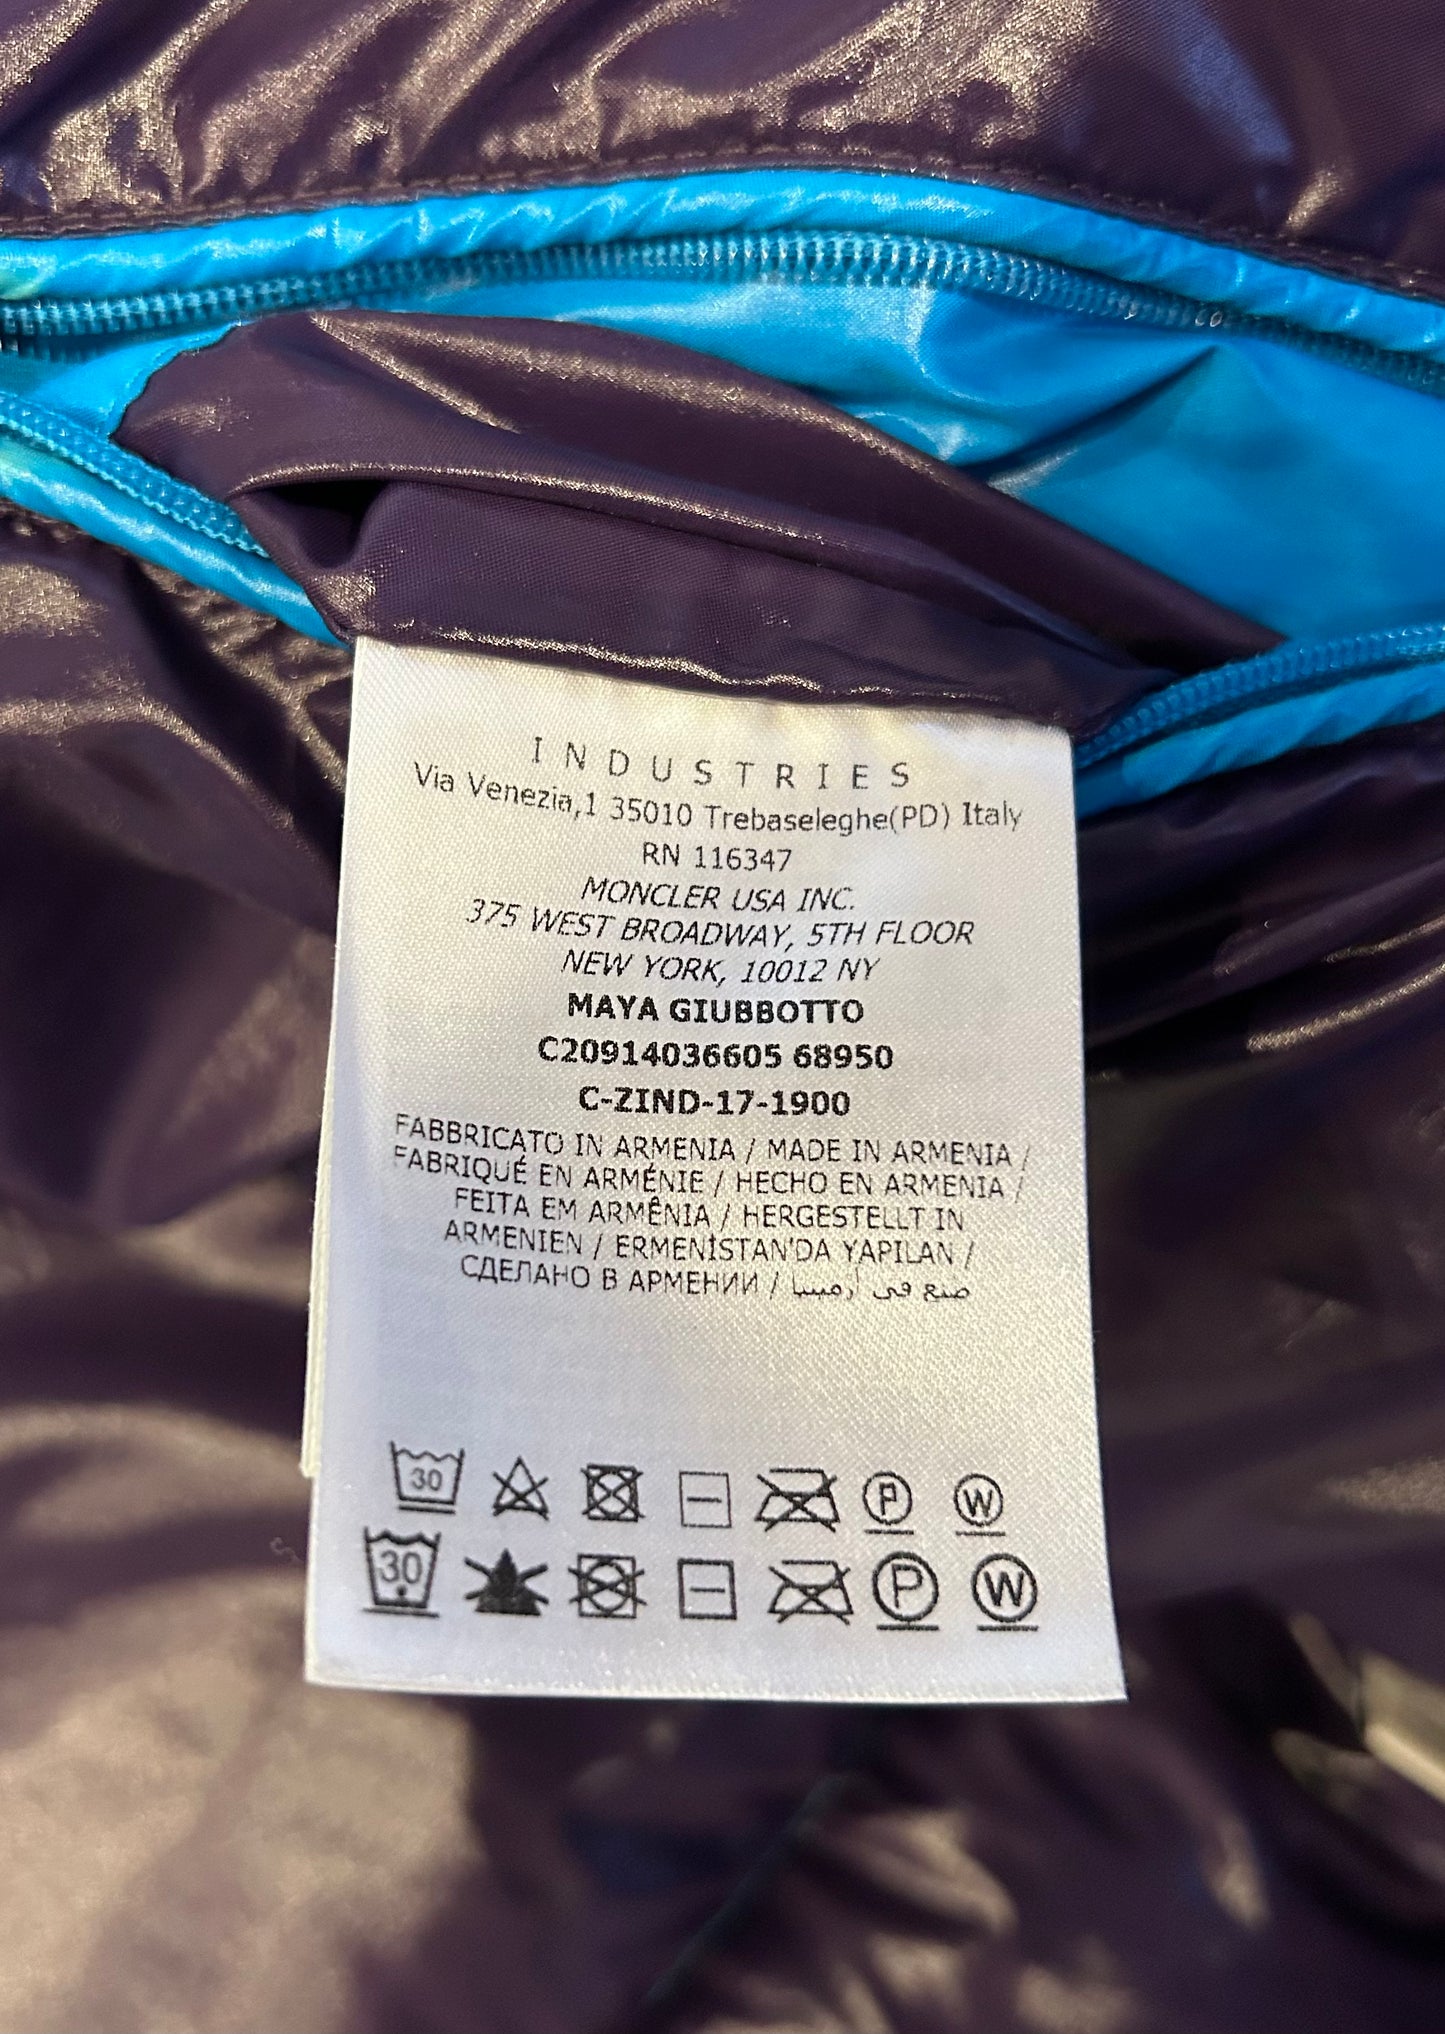 INDUSTRIES
Via Venezia,1 35010 Trebaseleghe(PD) Italy
RN 116347
MONCLER USA INC.
375 WEST BROADWAY, 5TH FLOOR
NEW YORK, 10012 NY
MAYA GIUBBOTTO
C20914036605 68950
C-ZIND-17-1900
FABBRICATO IN ARMENIA / MADE IN ARMENIA /
FABRIQUÉ EN ARMÉNIE / HECHO EN ARMENIA /
FEITA EM ARMÊNIA / HERGESTELLT IN
ARMENIEN / ERMENİSTAN'DA YAPILAN /
СДЕЛАНО В АРМЕНИИ / صنع في أرمينيا
30 P W
30 P W